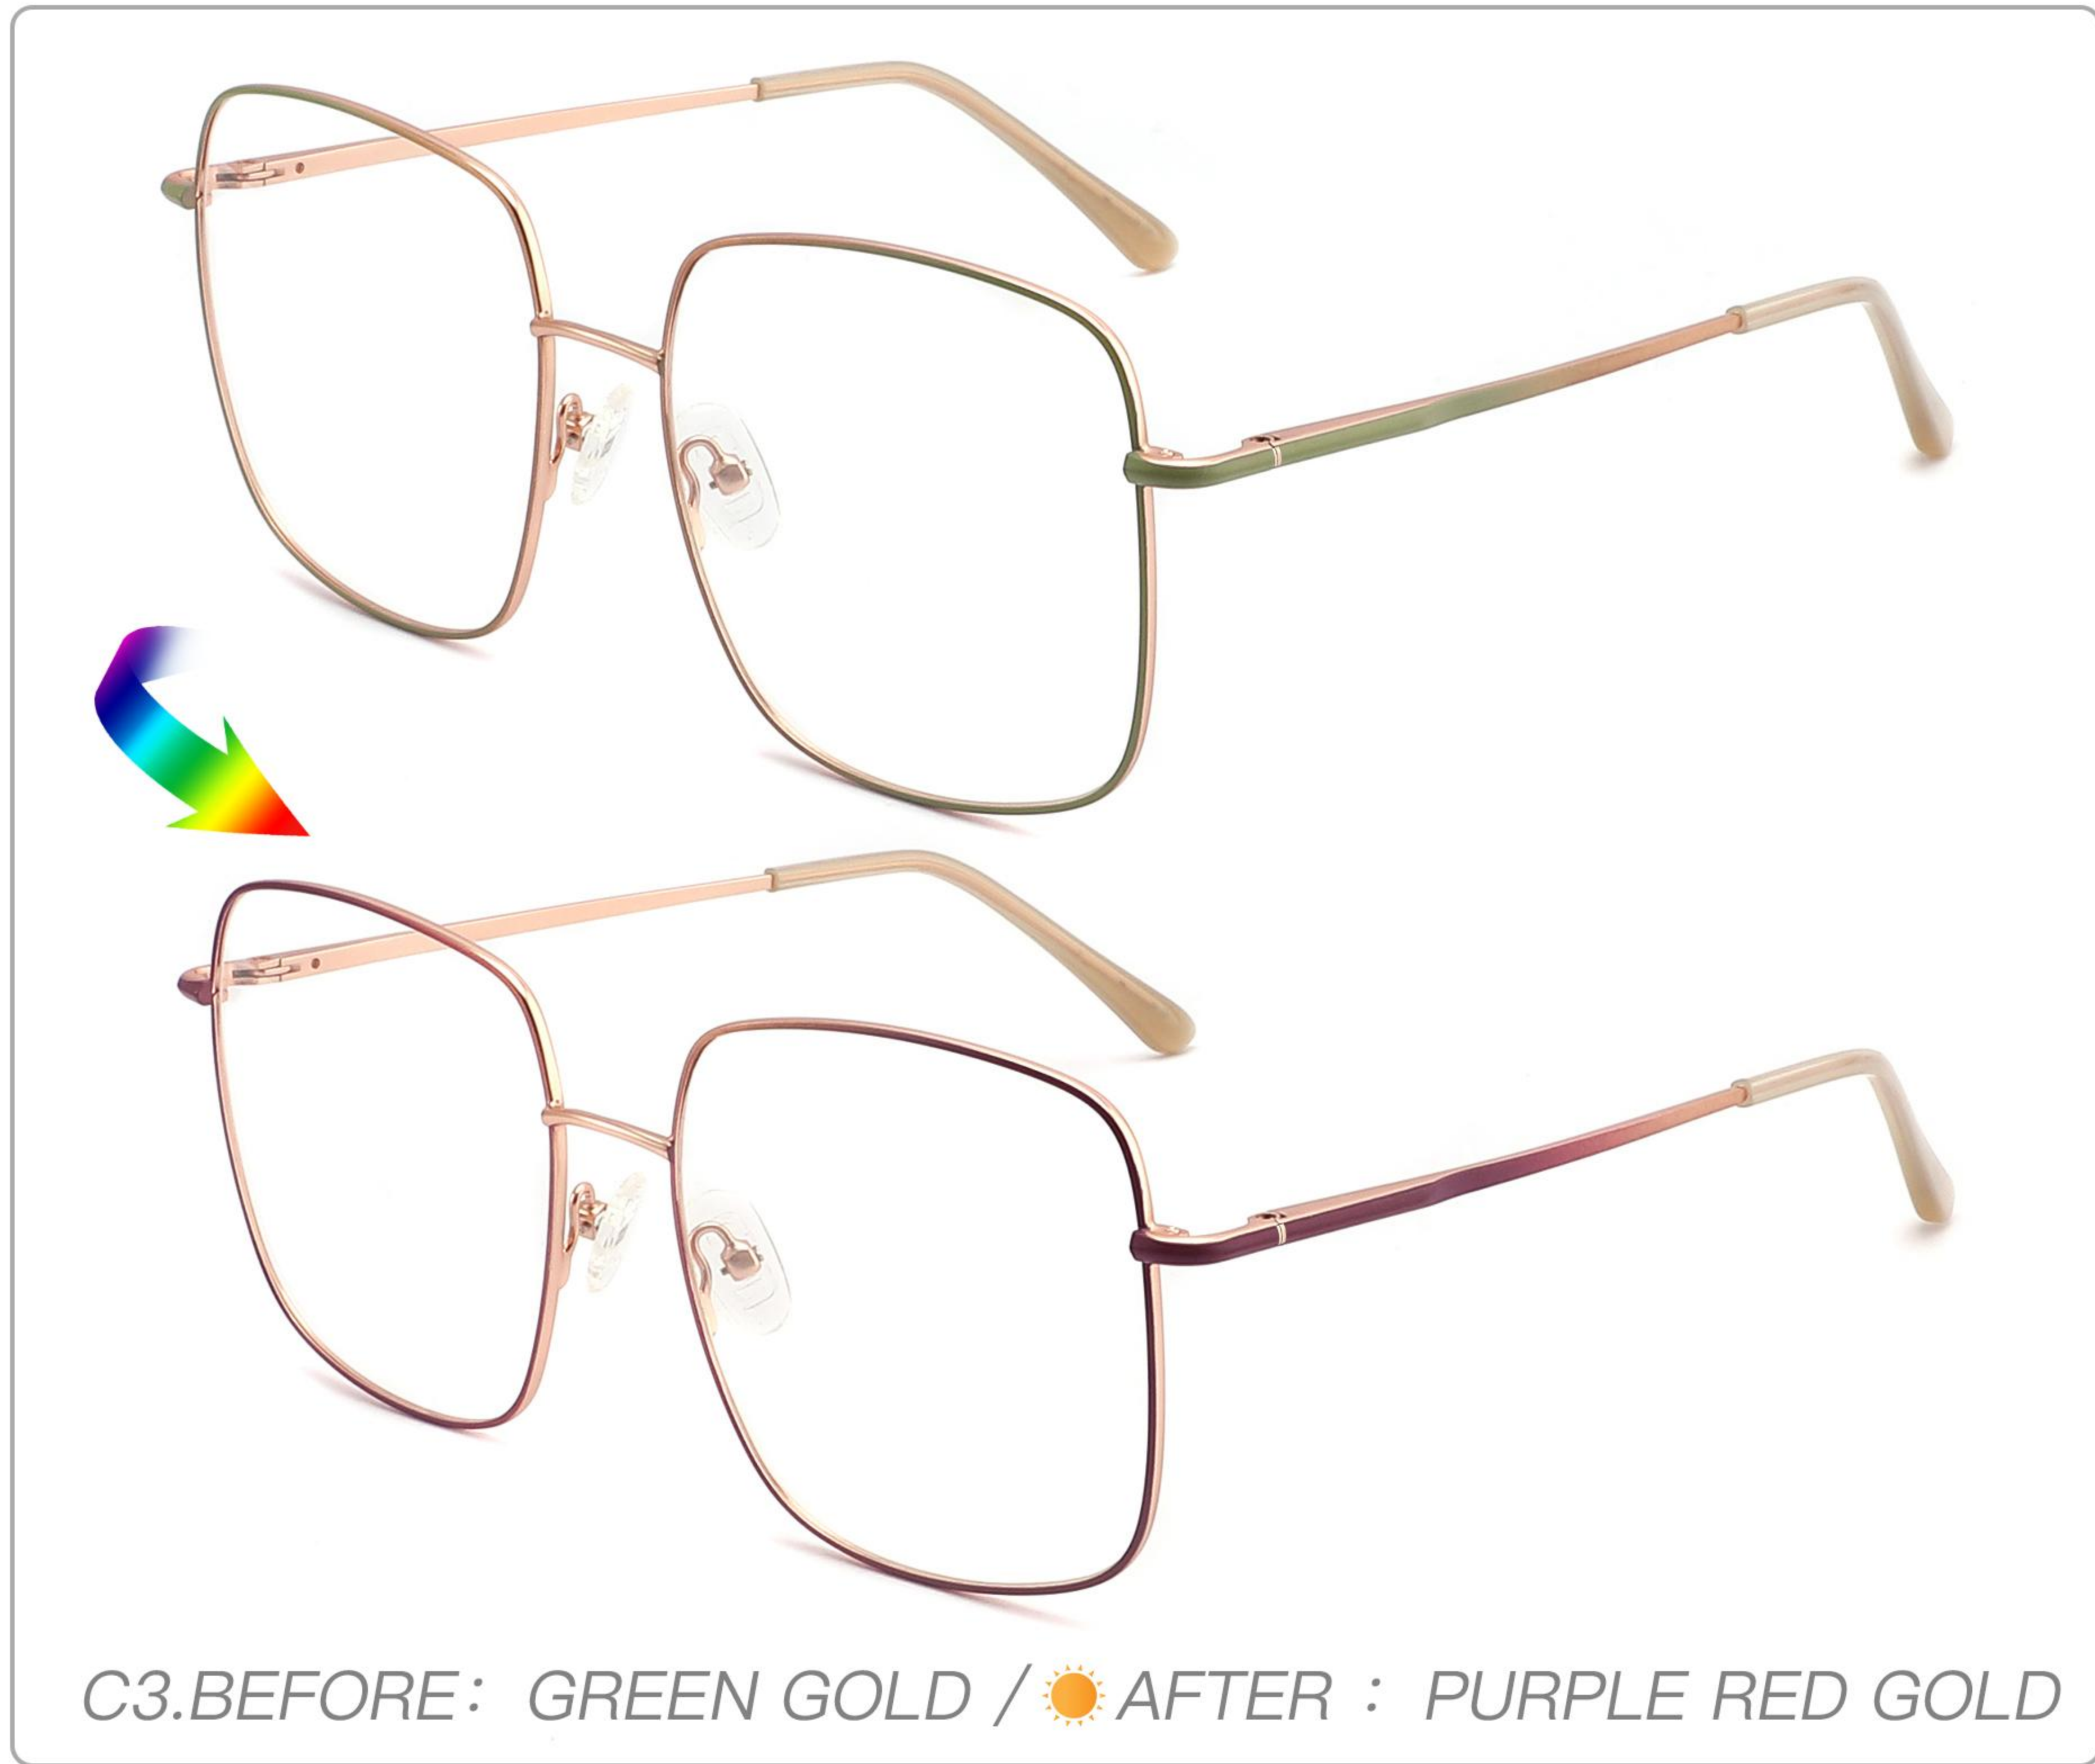 C3.BEFORE： GREEN GOLD / AFTER ： PURPLE RED GOLD